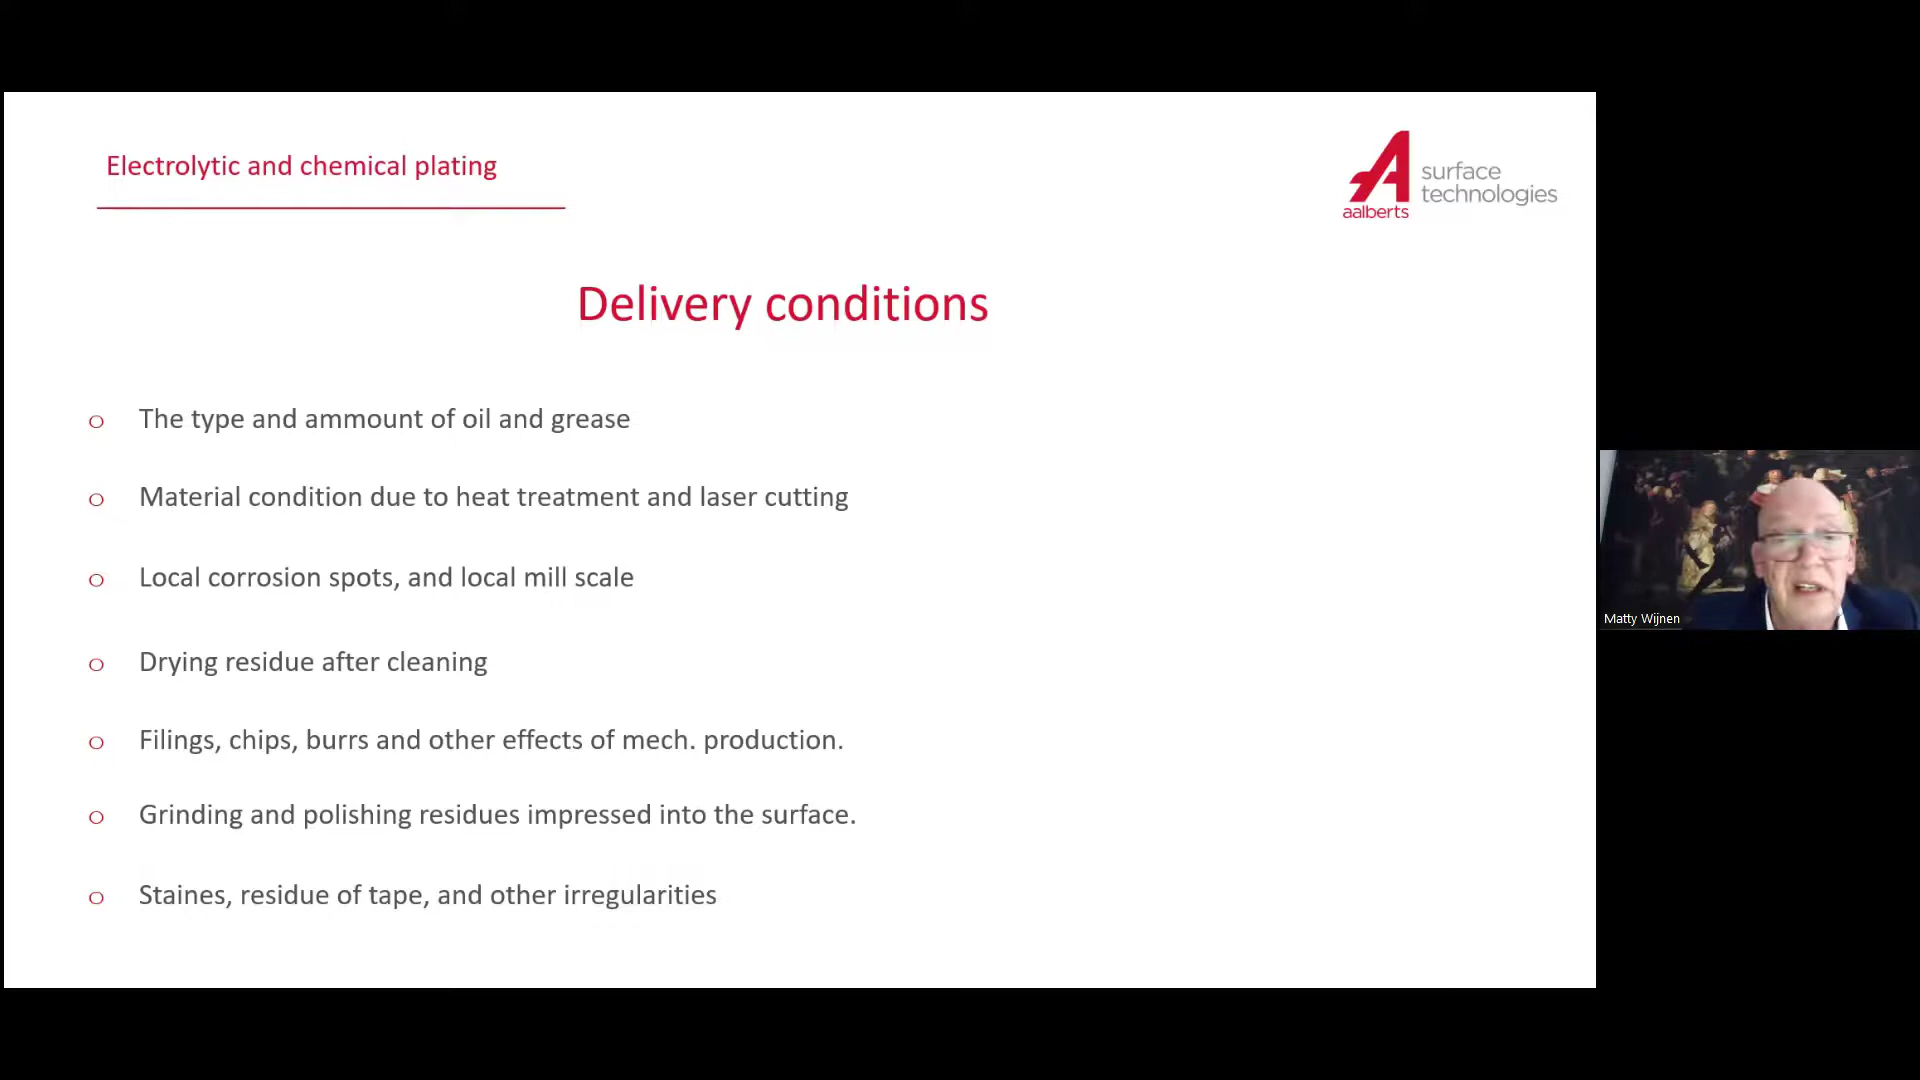 Electrolytic and chemical plating
surface
technologies
aalberts
Delivery conditions
o The type and ammount of oil and grease
o Material condition due to heat treatment and laser cutting
o Local corrosion spots, and local mill scale
o Drying residue after cleaning
o Filings, chips, burrs and other effects of mech. production.
o Grinding and polishing residues impressed into the surface.
o Staines, residue of tape, and other irregularities
Matty Wijnen